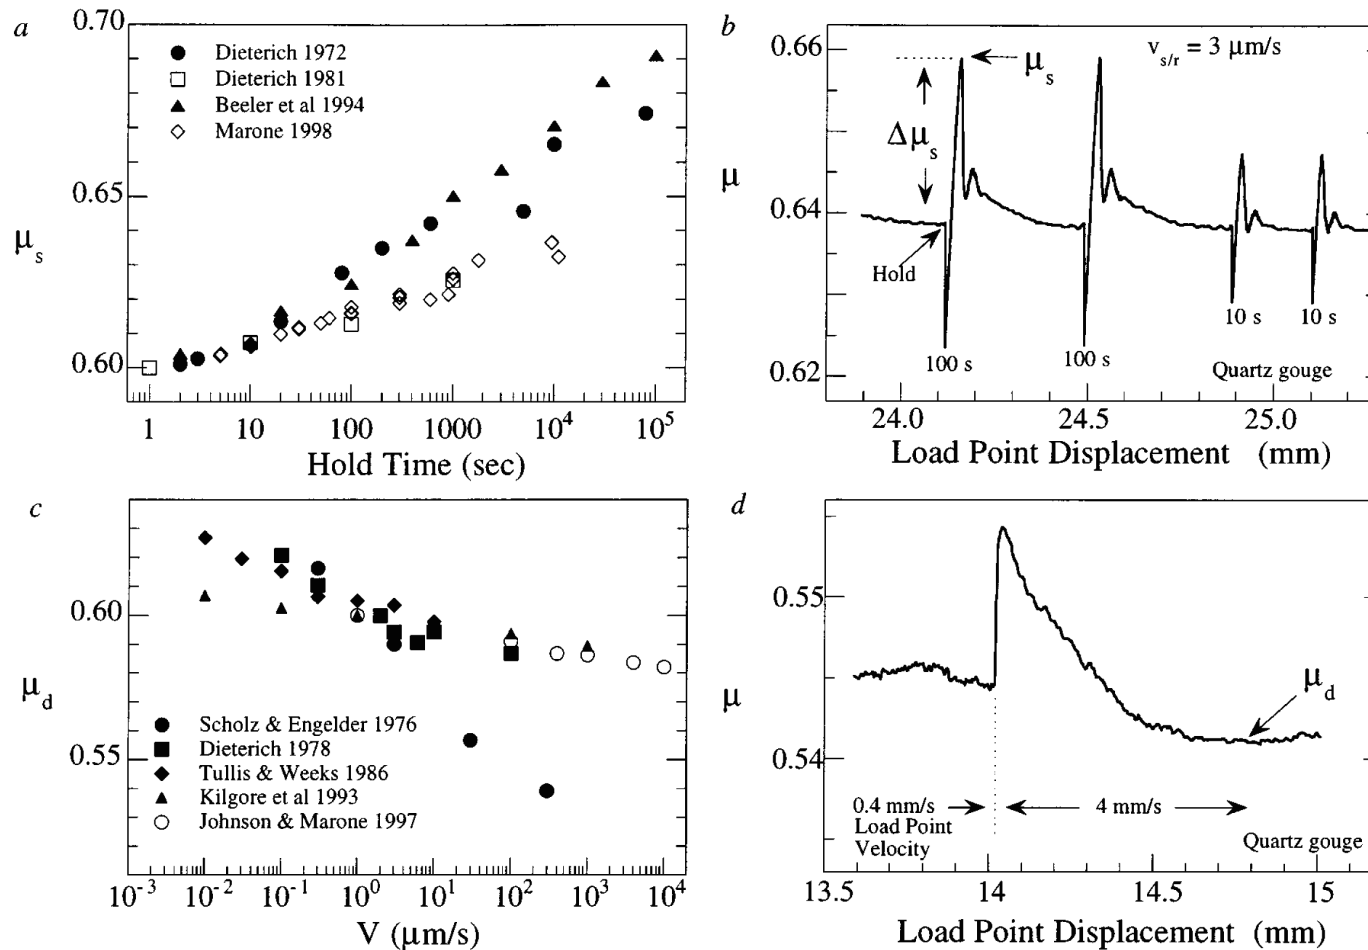 a
0.70
0.65
0.60
μs
Dieterich 1972
Dieterich 1981
Beeler et al 1994
Marone 1998
1 10 100 1000 10⁴ 10⁵
Hold Time (sec)
b
0.66
0.64
0.62
μ
vs/r = 3 μm/s
μs
Δμs
Hold
100 s
100 s
10 s
10 s
Quartz gouge
24.0 24.5 25.0
Load Point Displacement (mm)
c
0.60
0.55
μd
Scholz & Engelder 1976
Dieterich 1978
Tullis & Weeks 1986
Kilgore et al 1993
Johnson & Marone 1997
10⁻³ 10⁻² 10⁻¹ 10⁰ 10¹ 10² 10³ 10⁴
V (μm/s)
d
0.55
0.54
μ
μd
0.4 mm/s
Load Point
Velocity
4 mm/s
Quartz gouge
13.5 14 14.5 15
Load Point Displacement (mm)